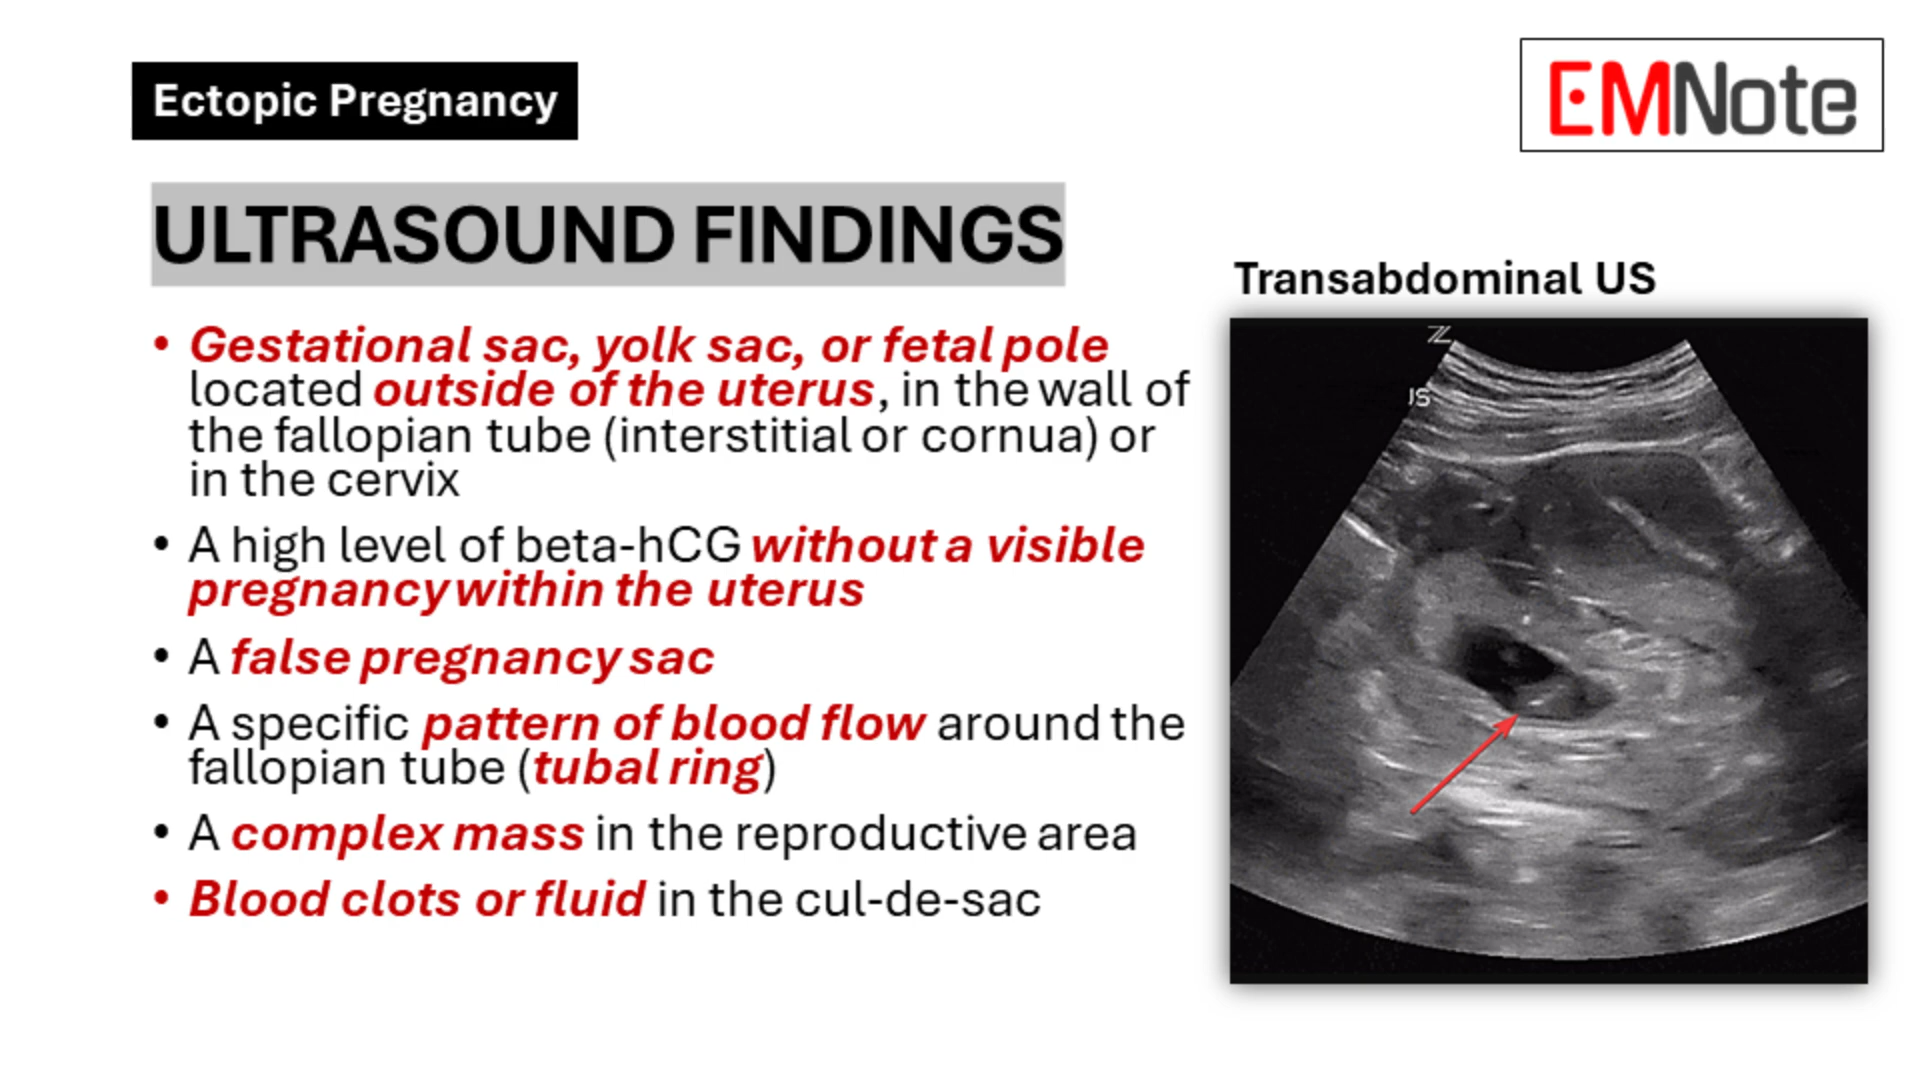 Ectopic Pregnancy
EMNote
ULTRASOUND FINDINGS
Transabdominal US
• Gestational sac, yolk sac, or fetal pole
located outside of the uterus, in the wall of
the fallopian tube (interstitial or cornua) or
in the cervix
• A high level of beta-hCG without a visible
pregnancy within the uterus
• A false pregnancy sac
• A specific pattern of blood flow around the
fallopian tube (tubal ring)
• A complex mass in the reproductive area
• Blood clots or fluid in the cul-de-sac